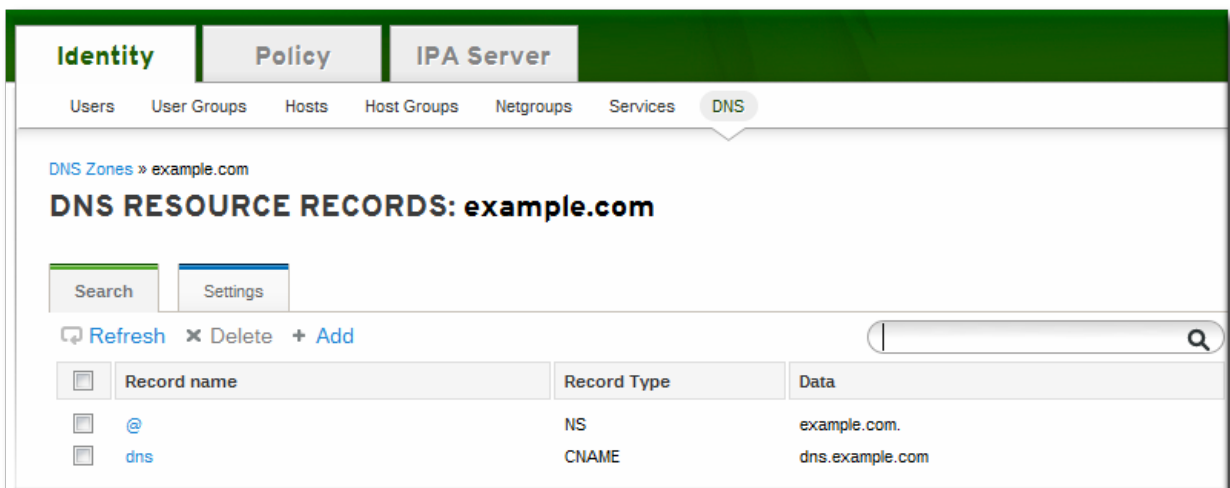 Identity Policy IPA Server
Users User Groups Hosts Host Groups Netgroups Services DNS
DNS Zones » example.com
DNS RESOURCE RECORDS: example.com
Search Settings
Refresh Delete Add
Record name Record Type Data
@ NS example.com.
dns CNAME dns.example.com